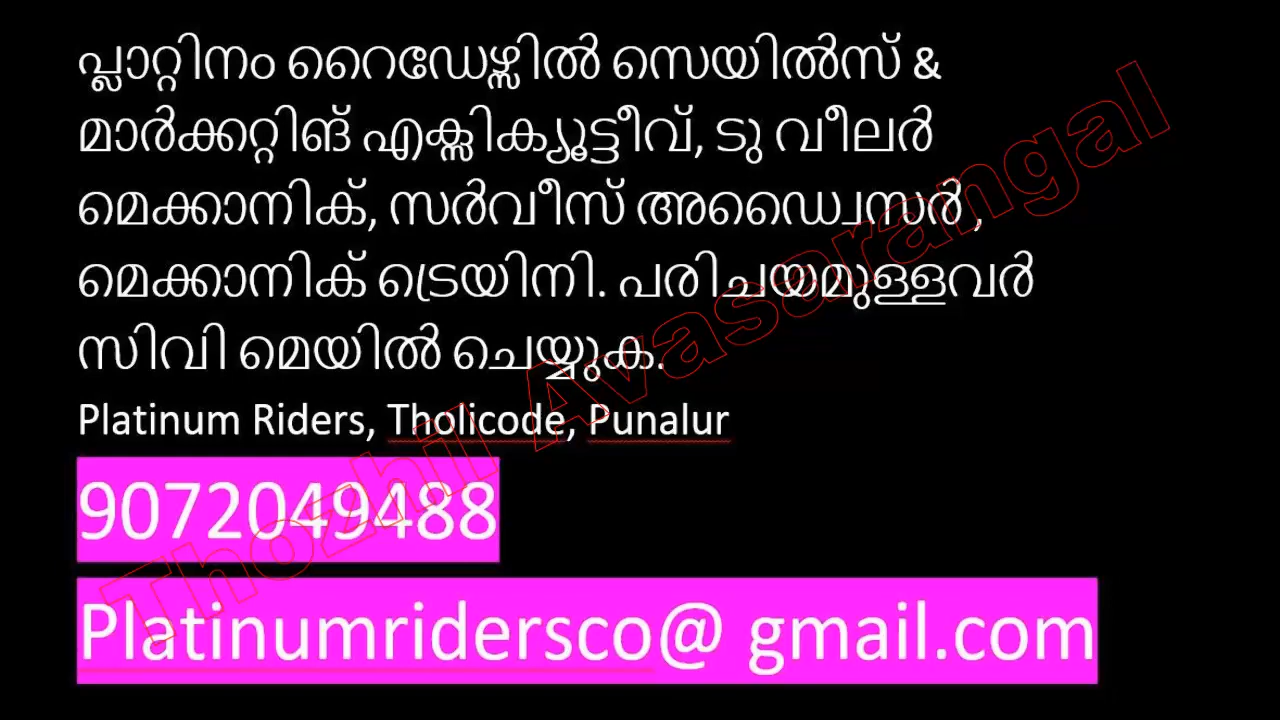 പ്ലാറ്റിനം റൈഡേഴ്സിൽ സെയിൽസ് &
മാർക്കറ്റിങ് എക്സിക്യൂട്ടീവ്, ടു വീലർ
മെക്കാനിക്, സർവീസ് അഡ്വൈസർ ,
മെക്കാനിക് ട്രെയിനി. പരിചയമുള്ളവർ
സിവി മെയിൽ ചെയ്യുക.
Platinum Riders, Tholicode, Punalur
9072049488
Platinumridersco@ gmail.com
Thozhil Avasarangal